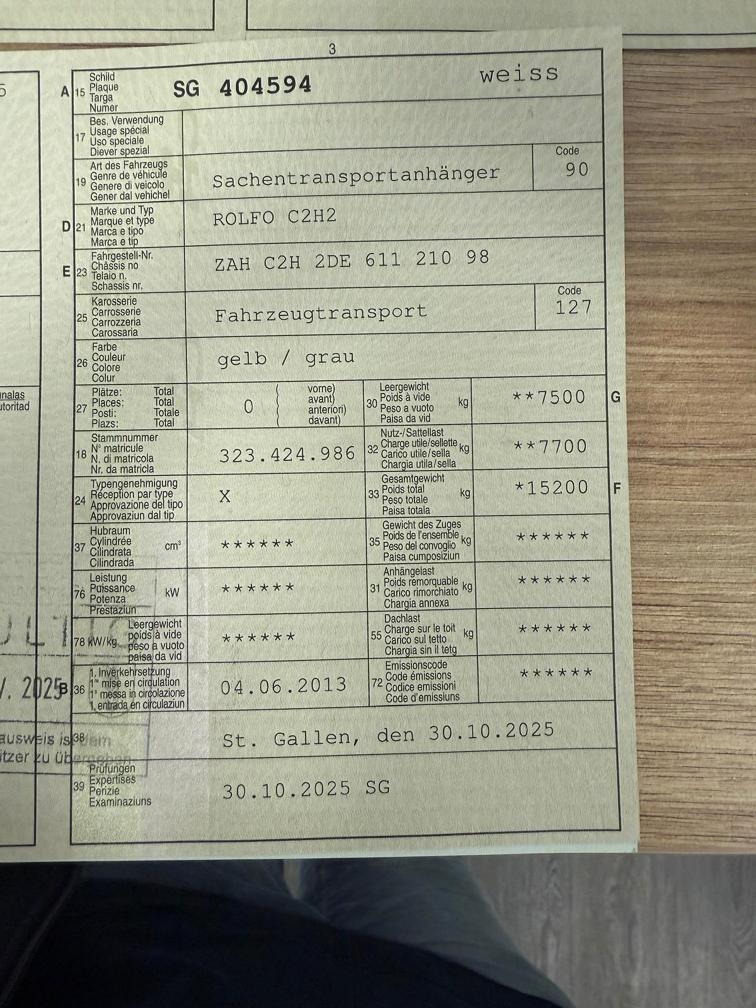 3
A 15 Schild
Plaque
Targa
Numer
SG 404594 weiss
17 Bes. Verwendung
Usage spécial
Uso speciale
Diever spezial
19 Art des Fahrzeugs
Genre de véhicule
Genere di veicolo
Gener dal vehichel
Sachentransportanhänger
Code
90
D 21 Marke und Typ
Marque et type
Marca e tipo
Marca e tip
ROLFO C2H2
E 23 Fahrgestell-Nr.
Châssis no
Telaio n.
Schassis nr.
ZAH C2H 2DE 611 210 98
25 Karosserie
Carrosserie
Carrozzeria
Carossaria
Fahrzeugtransport
Code
127
26 Farbe
Couleur
Colore
Colur
gelb / grau
27 Plätze: Total
Places: Total
Posti: Totale
Plazs: Total
0
( vorne)
avant)
anteriori)
( davant)
30 Leergewicht
Poids à vide
Peso a vuoto
Paisa da vid
kg
**7500
G
18 Stammnummer
N° matricule
N. di matricola
Nr. da matricla
323.424.986
32 Nutz-/Sattellast
Charge utile/sellette
Carico utile/sella
Chargia utila/sella
kg
**7700
24 Typengenehmigung
Réception par type
Approvazione del tipo
Approvaziun dal tip
X
33 Gesamtgewicht
Poids total
Peso totale
Paisa totala
kg
*15200
F
37 Hubraum
Cylindrée
Cilindrata
Cilindrada
cm³
******
35 Gewicht des Zuges
Poids de l'ensemble
Peso del convoglio
Paisa cumposiziun
kg
******
76 Leistung
Puissance
Potenza
Prestaziun
kW
******
31 Anhängelast
Poids remorquable
Carico rimorchiato
Chargia annexa
kg
******
78 kW/kg Leergewicht
poids à vide
peso a vuoto
paisa da vid
******
55 Dachlast
Charge sur le toit
Carico sul tetto
Chargia sin il tetg
kg
******
B 36 1. Inverkehrsetzung
1re mise en circulation
1a messa in circolazione
1. entrada en circulaziun
04.06.2013
72 Emissionscode
Code émissions
Codice emissioni
Code d'emissiuns
******
2025
38
St. Gallen, den 30.10.2025
ausweis ist dem
itzer zu übergeben
39 Prüfungen
Expertises
Perizie
Examinaziuns
30.10.2025 SG